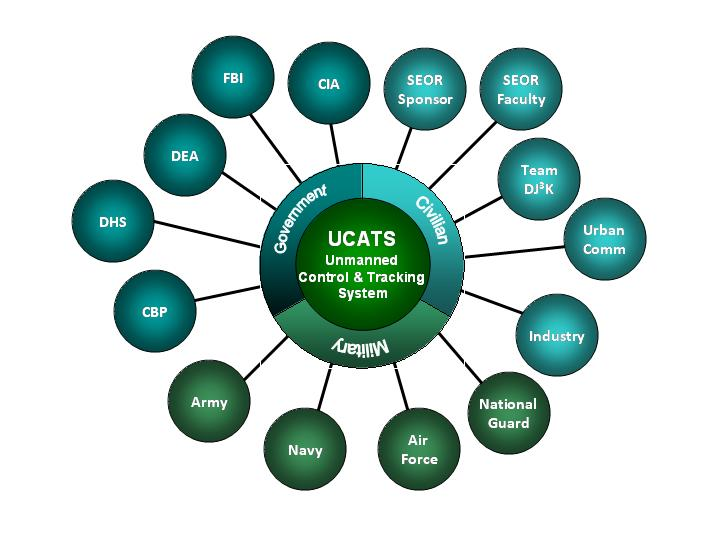 FBI
CIA
SEOR
Sponsor
SEOR
Faculty
DEA
Team
DJ³K
DHS
Urban
Comm
Government
Civilian
UCATS
Unmanned
Control & Tracking
System
CBP
Industry
Military
Army
National
Guard
Navy
Air
Force